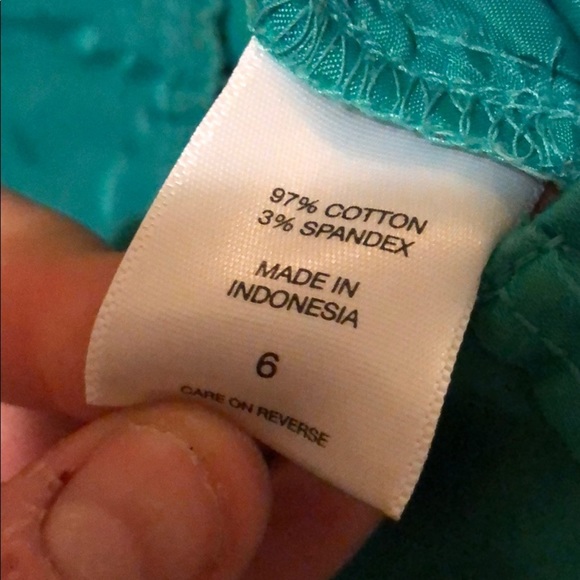 97% COTTON
3% SPANDEX
MADE IN
INDONESIA
6
CARE ON REVERSE